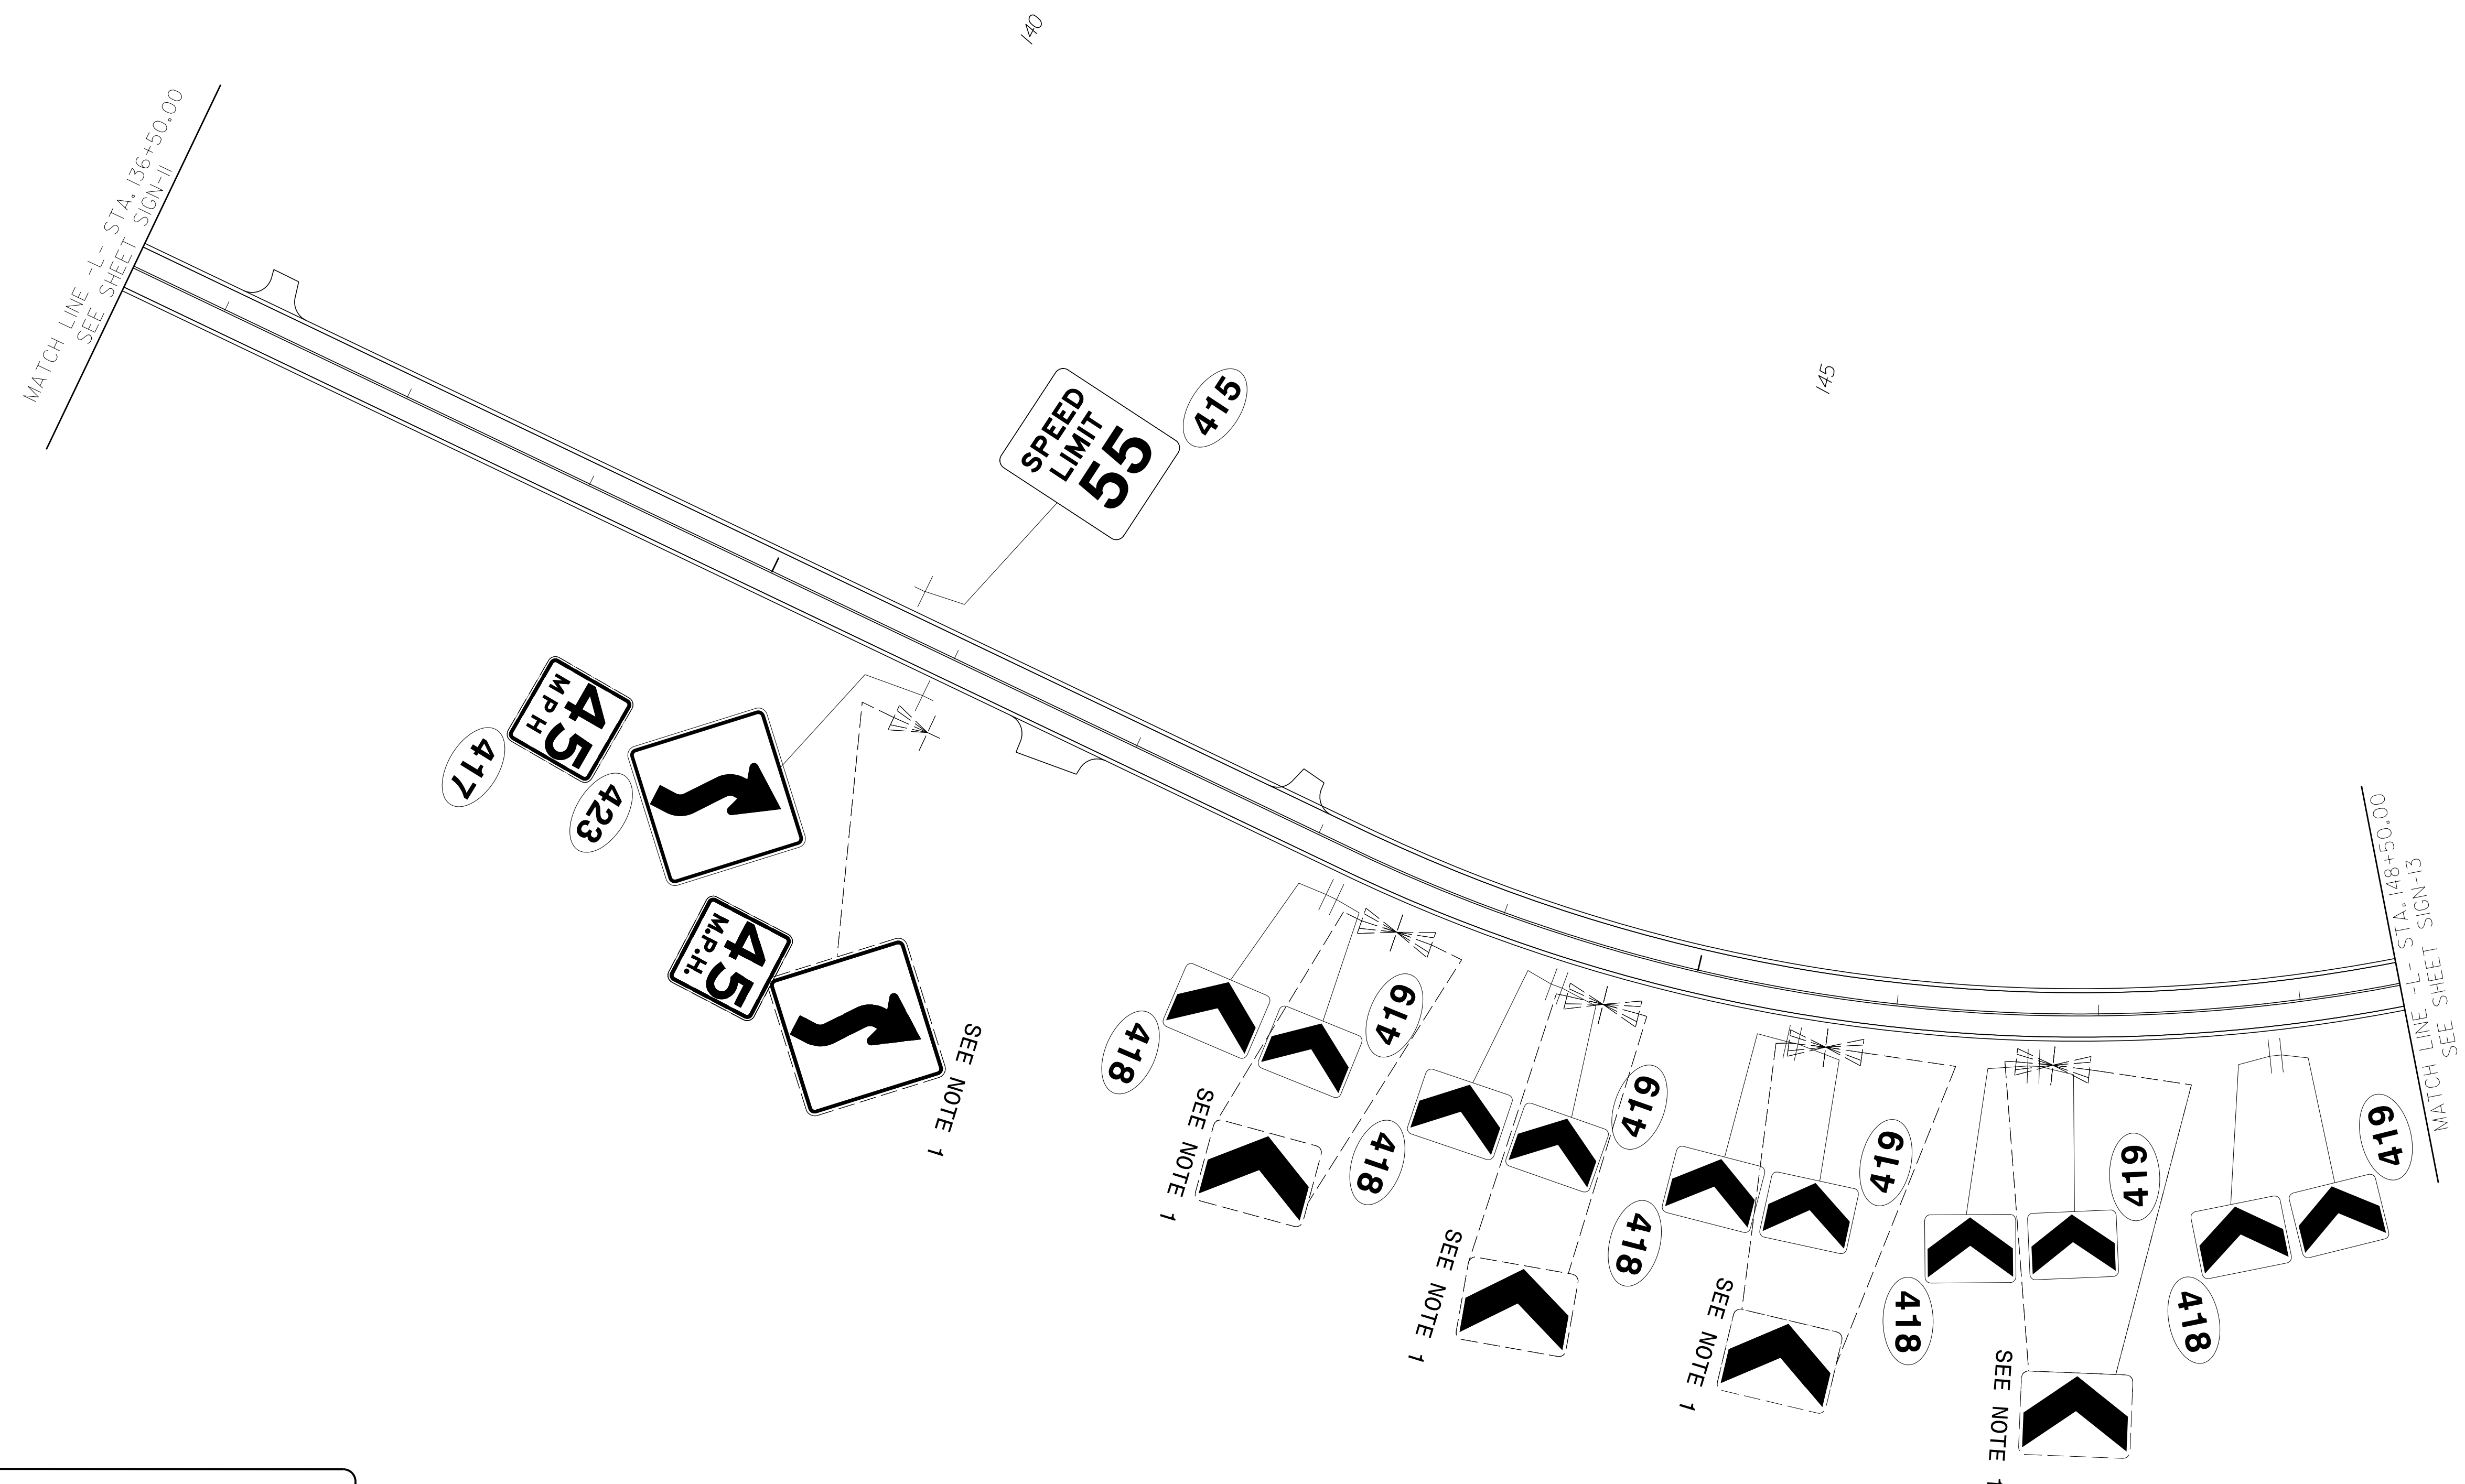 140
MATCH LINE -L- STA. 136+50.00
SEE SHEET SIGN-11
SPEED
LIMIT
55
415
145
45
M P H
417
423
45
M.P.H.
SEE NOTE 1
418
419
SEE NOTE 1
418
419
SEE NOTE 1
418
419
SEE NOTE 1
418
419
SEE NOTE 1
418
419
MATCH LINE -L- STA. 148+50.00
SEE SHEET SIGN-13